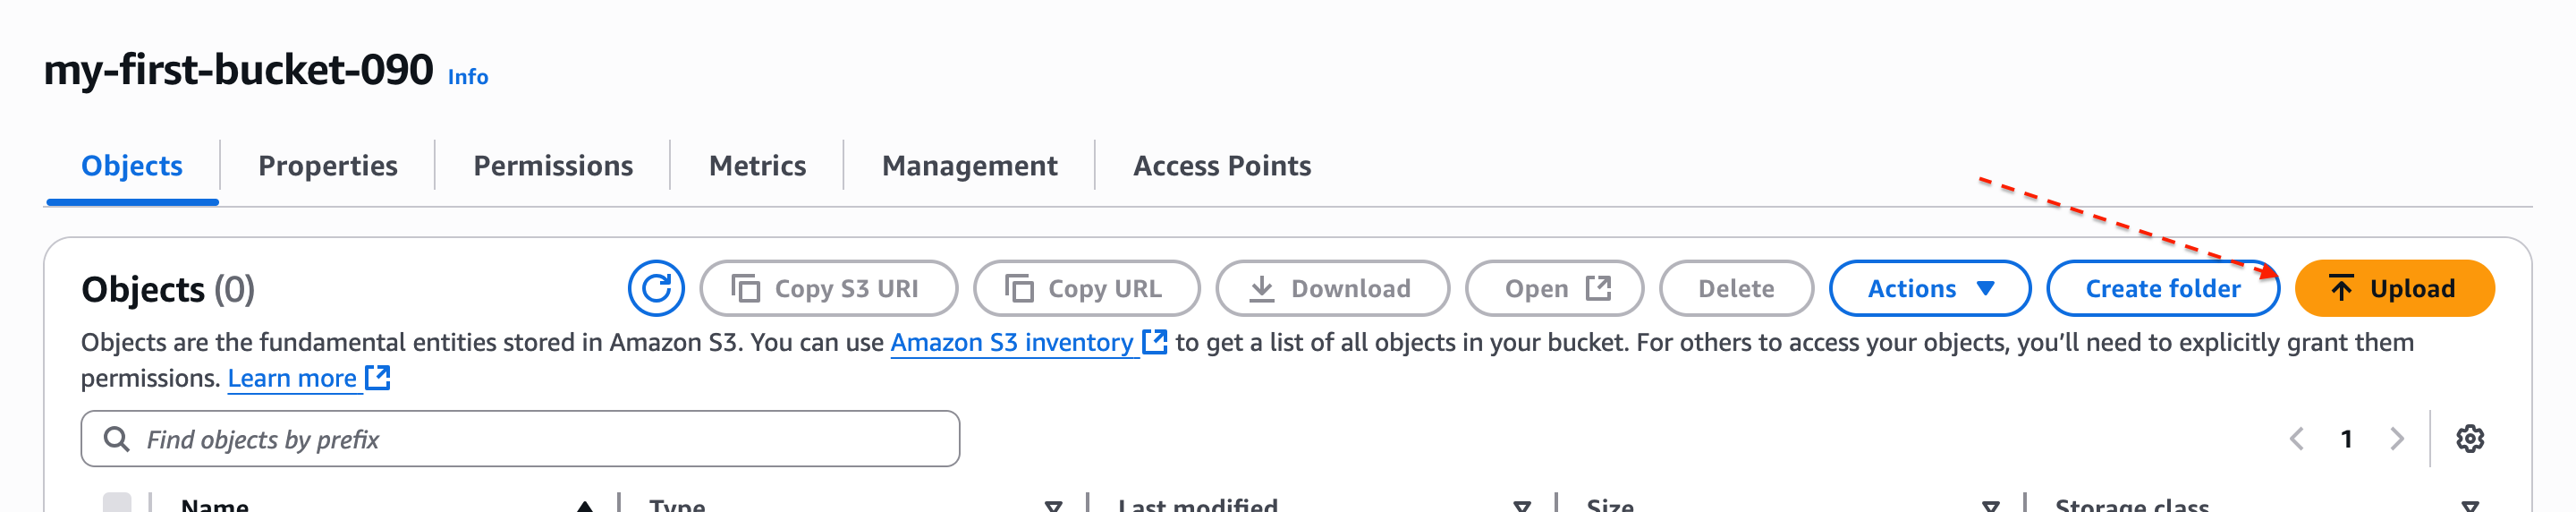 my-first-bucket-090 Info
Objects Properties Permissions Metrics Management Access Points
Objects (0) Copy S3 URI Copy URL Download Open Delete Actions Create folder Upload
Objects are the fundamental entities stored in Amazon S3. You can use Amazon S3 inventory to get a list of all objects in your bucket. For others to access your objects, you’ll need to explicitly grant them
permissions. Learn more
Find objects by prefix 1
Name Type Last modified Size Storage class